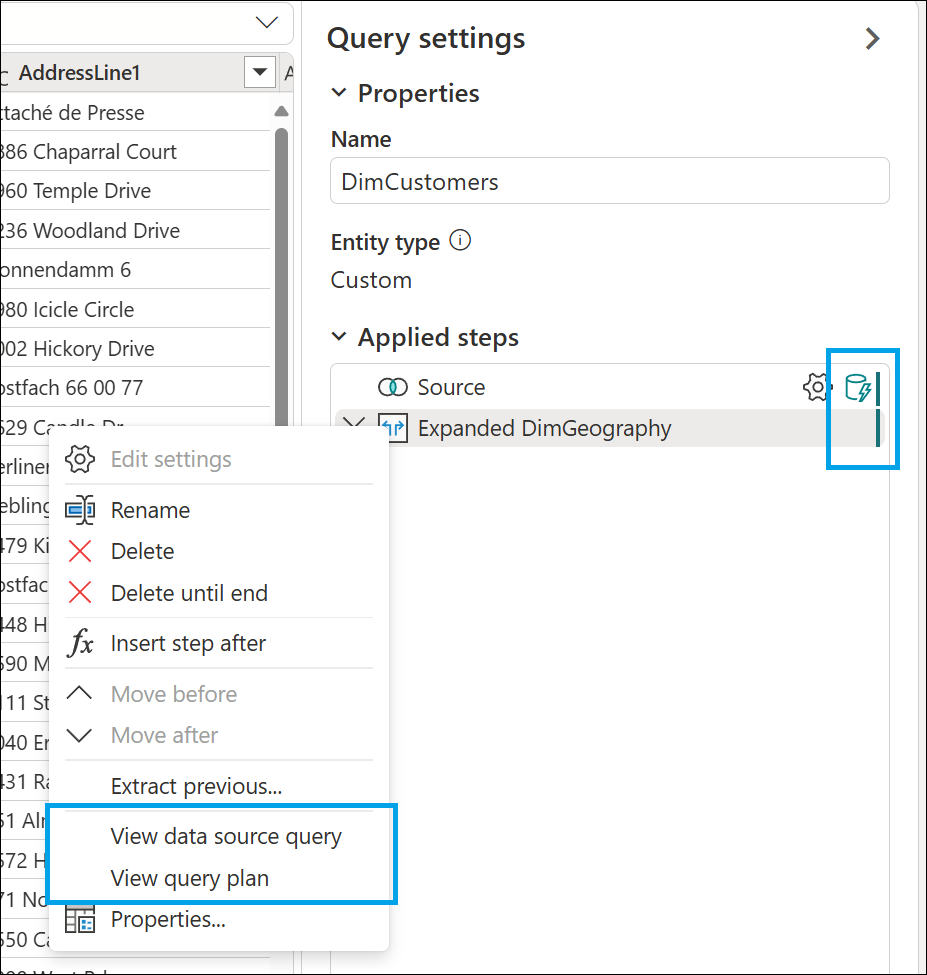 AddressLine1
ttaché de Presse
886 Chaparral Court
960 Temple Drive
236 Woodland Drive
onnendamm 6
980 Icicle Circle
002 Hickory Drive
ostfach 66 00 77
529 Candle Dr
erliner
ebling
479 Ki
ostfac
448 H
590 M
111 St
040 Er
431 Ra
51 Alr
572 H
71 No
550 Ca
Query settings
Properties
Name
DimCustomers
Entity type
Custom
Applied steps
Source
Expanded DimGeography
Edit settings
Rename
Delete
Delete until end
fx Insert step after
Move before
Move after
Extract previous...
View data source query
View query plan
Properties...